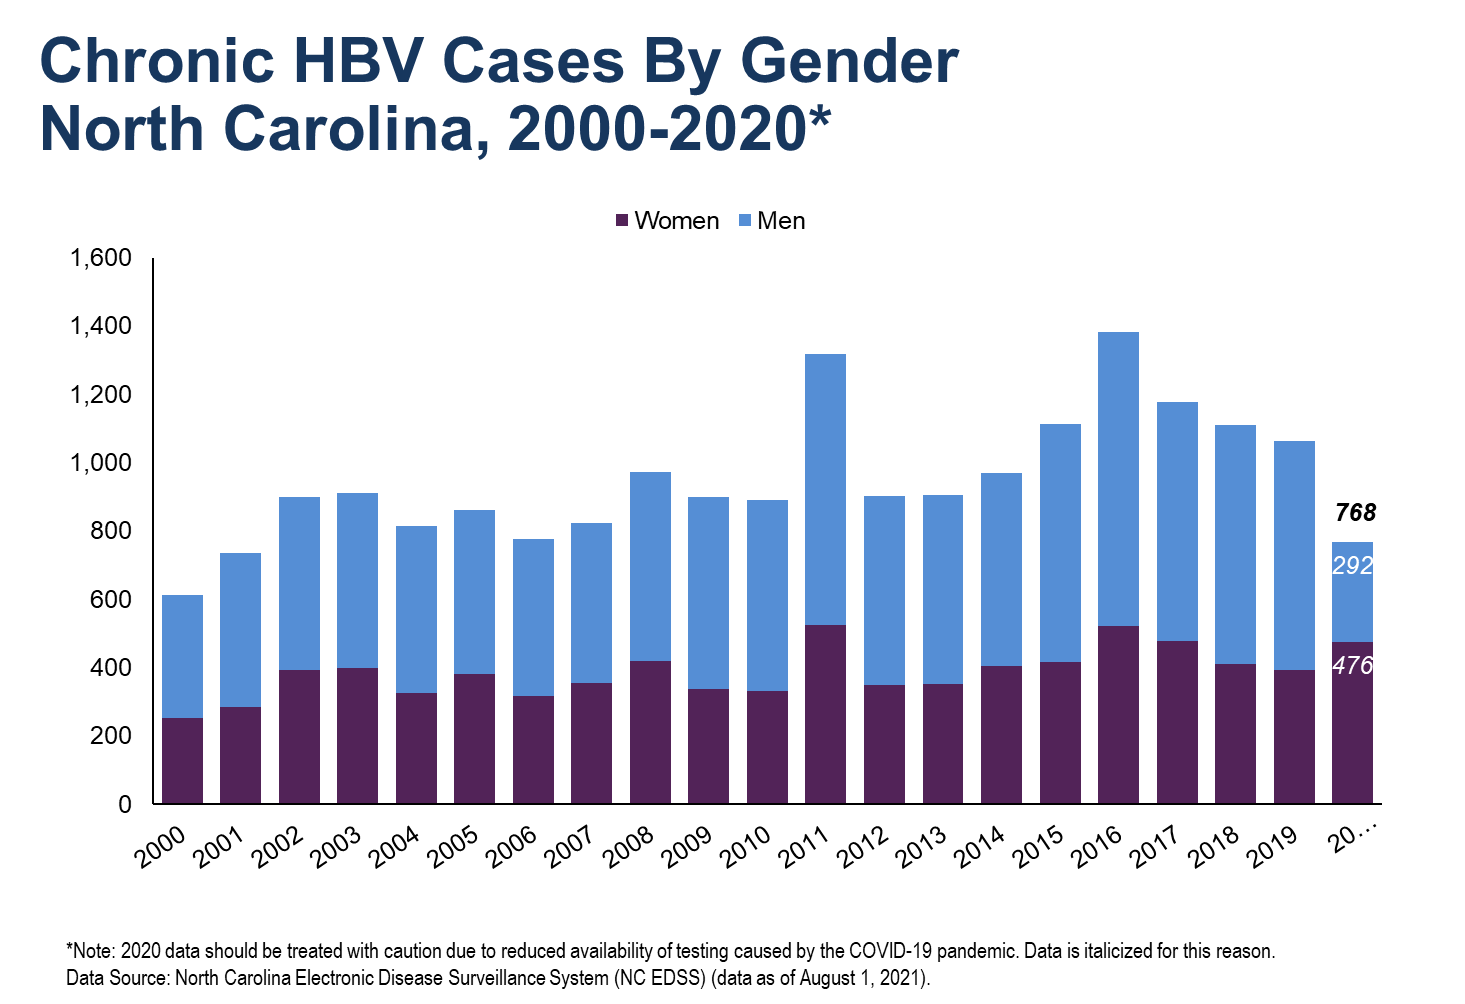 Chronic HBV Cases By Gender
North Carolina, 2000-2020*
Women Men
1,600
1,400
1,200
1,000
800
600
400
200
0
768
292
476
2000 2001 2002 2003 2004 2005 2006 2007 2008 2009 2010 2011 2012 2013 2014 2015 2016 2017 2018 2019 20…
*Note: 2020 data should be treated with caution due to reduced availability of testing caused by the COVID-19 pandemic. Data is italicized for this reason.
Data Source: North Carolina Electronic Disease Surveillance System (NC EDSS) (data as of August 1, 2021).